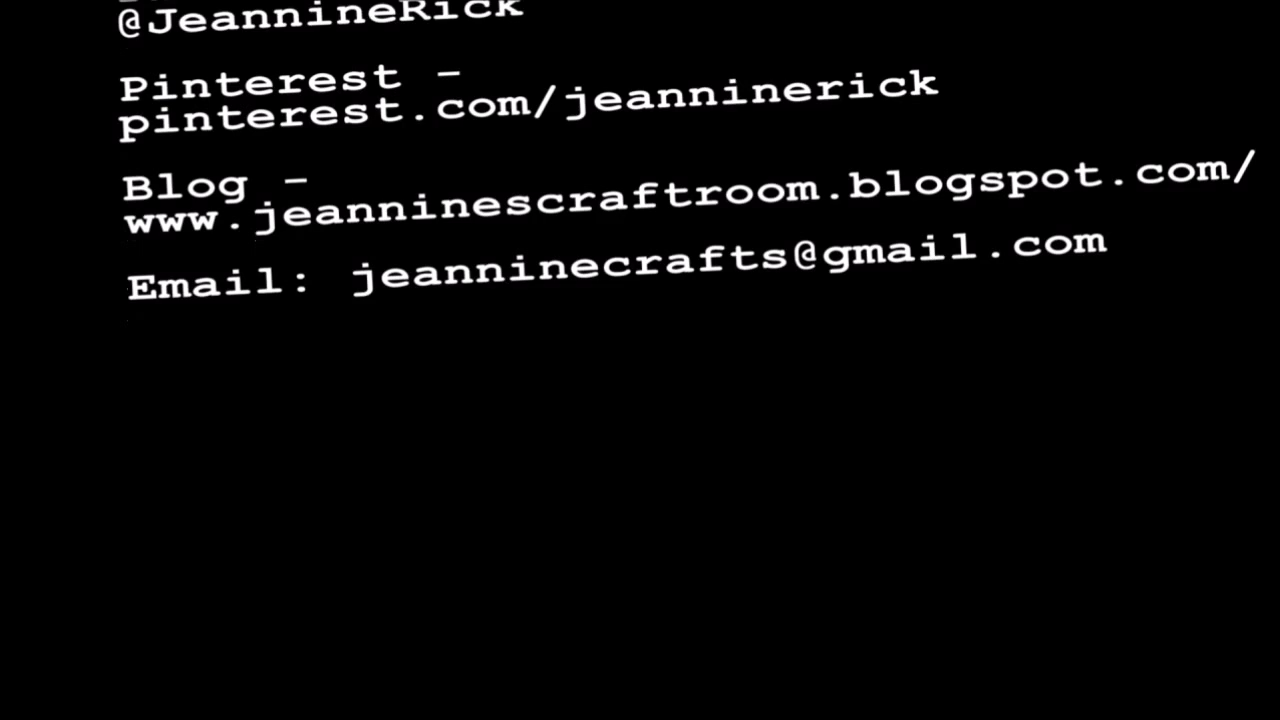 @JeannineRick
Pinterest -
pinterest.com/jeanninerick
Blog -
www.jeanninescraftroom.blogspot.com/
Email: jeanninecrafts@gmail.com